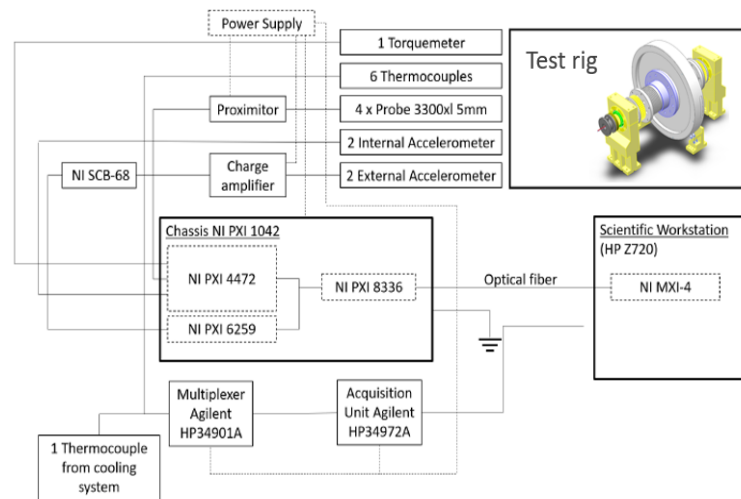 Power Supply
1 Torquemeter
6 Thermocouples
Proximitor
4 x Probe 3300xl 5mm
2 Internal Accelerometer
NI SCB-68
Charge
amplifier
2 External Accelerometer
Test rig
Chassis NI PXI 1042
NI PXI 4472
NI PXI 8336
NI PXI 6259
Optical fiber
Scientific Workstation
(HP Z720)
NI MXI-4
Multiplexer
Agilent
HP34901A
Acquisition
Unit Agilent
HP34972A
1 Thermocouple
from cooling
system